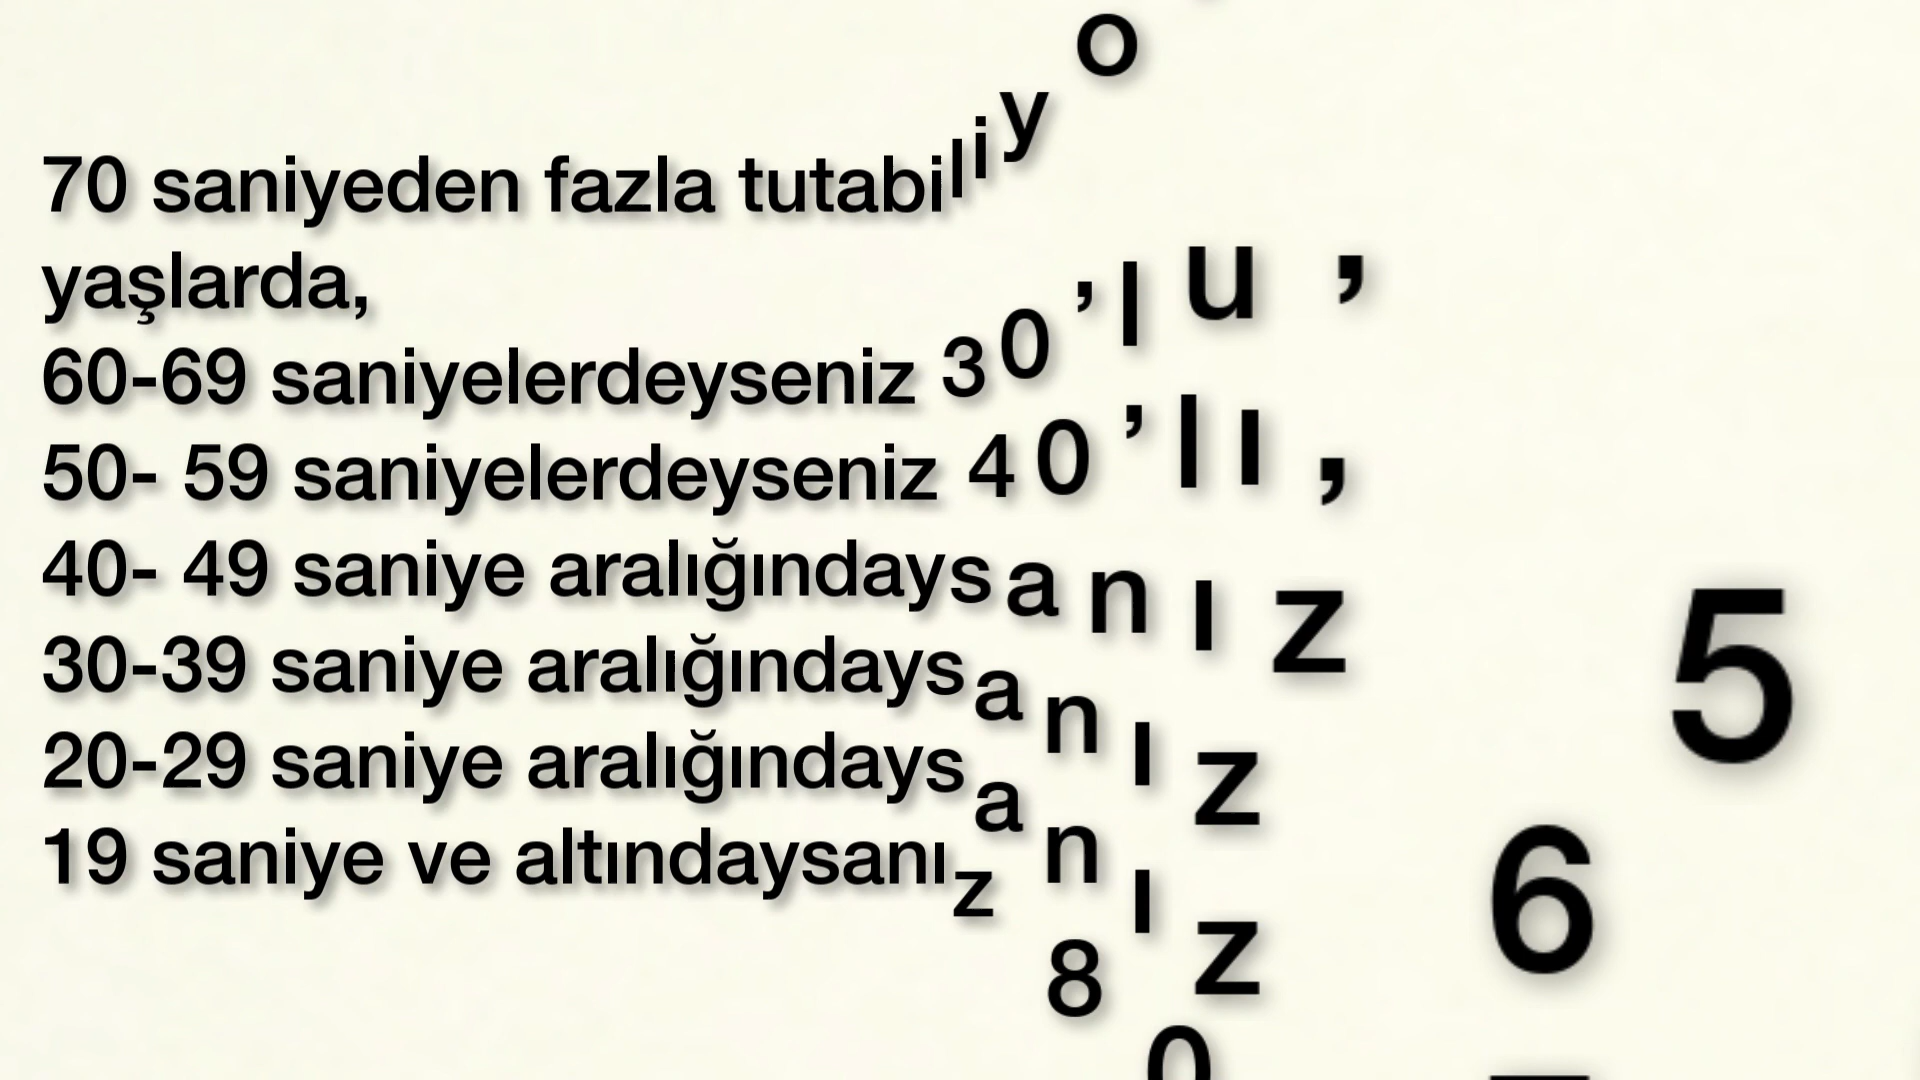 70 saniyeden fazla tutabiliyo
yaşlarda,
60-69 saniyelerdeyseniz 30’lu,
50- 59 saniyelerdeyseniz 40’lı,
40- 49 saniye aralığındaysanız 5
30-39 saniye aralığındaysanız 6
20-29 saniye aralığındaysanız
19 saniye ve altındaysanız 80